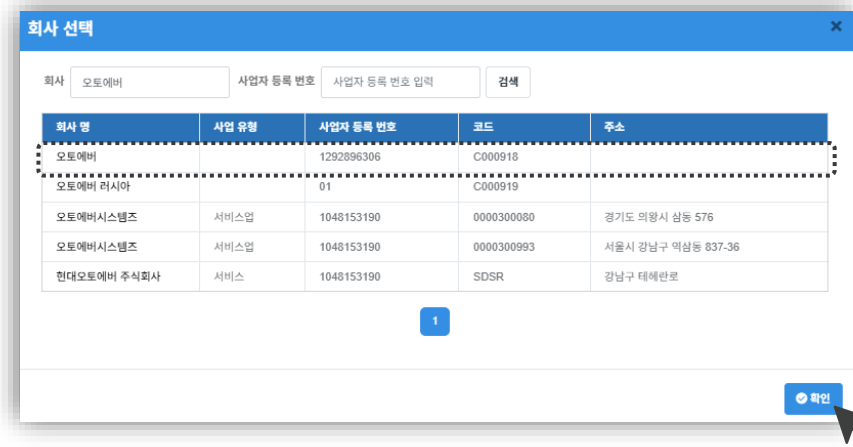 회사 선택
회사 오토에버 사업자 등록 번호 사업자 등록 번호 입력 검색
회사 명 사업 유형 사업자 등록 번호 코드 주소
오토에버 1292896306 C000918
오토에버 러시아 01 C000919
오토에버시스템즈 서비스업 1048153190 0000300080 경기도 의왕시 삼동 576
오토에버시스템즈 서비스업 1048153190 0000300993 서울시 강남구 역삼동 837-36
현대오토에버 주식회사 서비스 1048153190 SDSR 강남구 테헤란로
1
확인